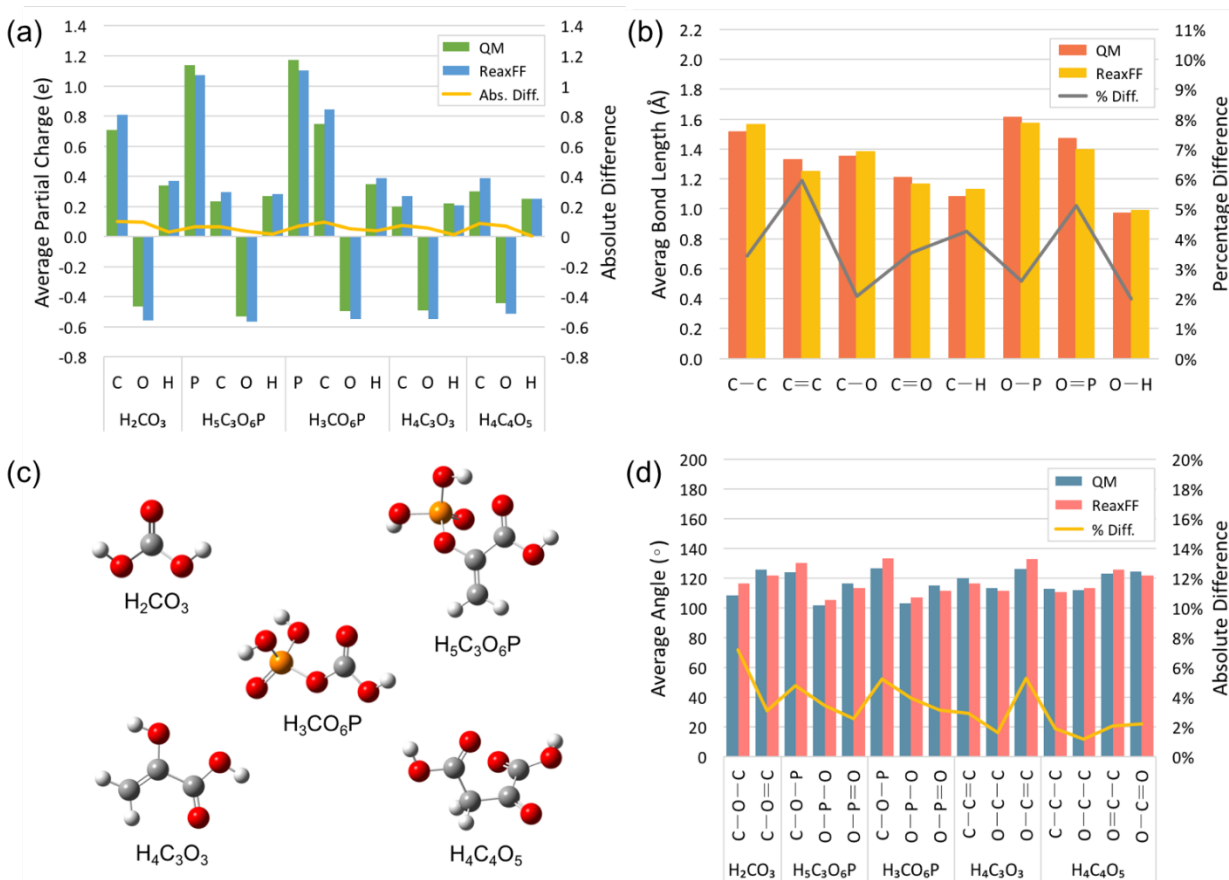 (a)
1.4
1.2
1.0
0.8
0.6
0.4
0.2
0.0
-0.2
-0.4
-0.6
-0.8
Average Partial Charge (e)
QM
ReaxFF
Abs. Diff.
1.4
1.2
1
0.8
0.6
0.4
0.2
0
-0.2
-0.4
-0.6
-0.8
Absolute Difference
C O H P C O H P C O H C O H C O H
H₂CO₃ H₅C₃O₆P H₃CO₆P H₄C₃O₃ H₄C₄O₅
(b)
2.2
2.0
1.8
1.6
1.4
1.2
1.0
0.8
0.6
0.4
0.2
0.0
Averag Bond Length (Å)
QM
ReaxFF
% Diff.
11%
10%
9%
8%
7%
6%
5%
4%
3%
2%
1%
0%
Percentage Difference
C—C C=C C—O C=O C—H O—P O=P O—H
(c)
H₂CO₃
H₅C₃O₆P
H₃CO₆P
H₄C₃O₃
H₄C₄O₅
(d)
200
180
160
140
120
100
80
60
40
20
0
Average Angle (°)
QM
ReaxFF
% Diff.
20%
18%
16%
14%
12%
10%
8%
6%
4%
2%
0%
Absolute Difference
C—O—C
C—O=C
C—O—P
O—P—O
O—P=O
C—O—P
O—P—O
O—P=O
C—C=C
O—C—C
O—C=C
C—C—C
O—C—C
O=C—C
O—C=O
H₂CO₃ H₅C₃O₆P H₃CO₆P H₄C₃O₃ H₄C₄O₅